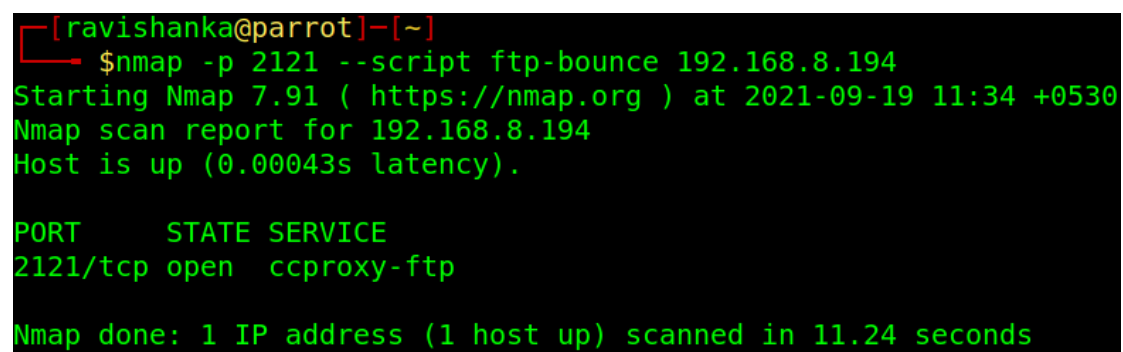 [ravishanka@parrot]-[~]
$nmap -p 2121 --script ftp-bounce 192.168.8.194
Starting Nmap 7.91 ( https://nmap.org ) at 2021-09-19 11:34 +0530
Nmap scan report for 192.168.8.194
Host is up (0.00043s latency).
PORT     STATE SERVICE
2121/tcp open  ccproxy-ftp
Nmap done: 1 IP address (1 host up) scanned in 11.24 seconds